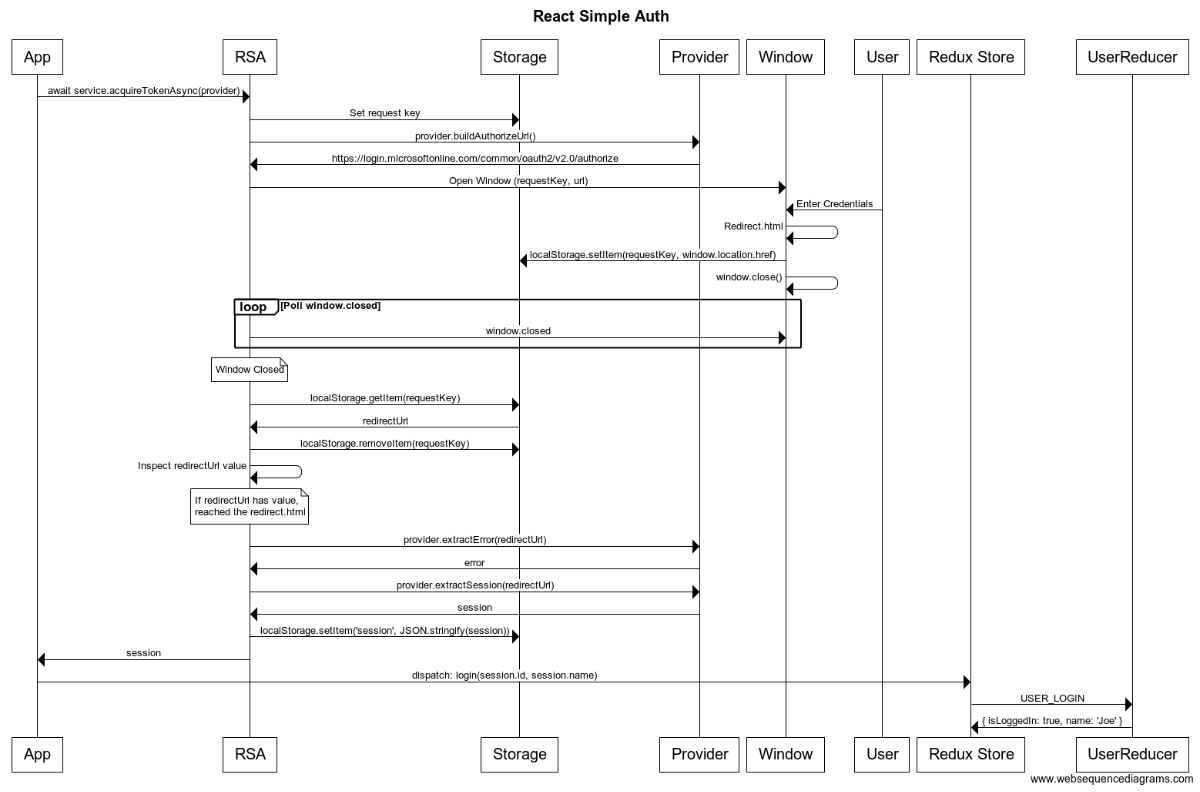 React Simple Auth
App
RSA
Storage
Provider
Window
User
Redux Store
UserReducer
await service.acquireTokenAsync(provider)
Set request key
provider.buildAuthorizeUrl()
https://login.microsoftonline.com/common/oauth2/v2.0/authorize
Open Window (requestKey, url)
Enter Credentials
Redirect.html
localStorage.setItem(requestKey, window.location.href)
window.close()
loop
[Poll window.closed]
window.closed
Window Closed
localStorage.getItem(requestKey)
redirectUrl
localStorage.removeItem(requestKey)
Inspect redirectUrl value
If redirectUrl has value,
reached the redirect.html
provider.extractError(redirectUrl)
error
provider.extractSession(redirectUrl)
session
localStorage.setItem('session', JSON.stringify(session))
session
dispatch: login(session.id, session.name)
USER_LOGIN
{ isLoggedIn: true, name: 'Joe' }
App
RSA
Storage
Provider
Window
User
Redux Store
UserReducer
www.websequencediagrams.com